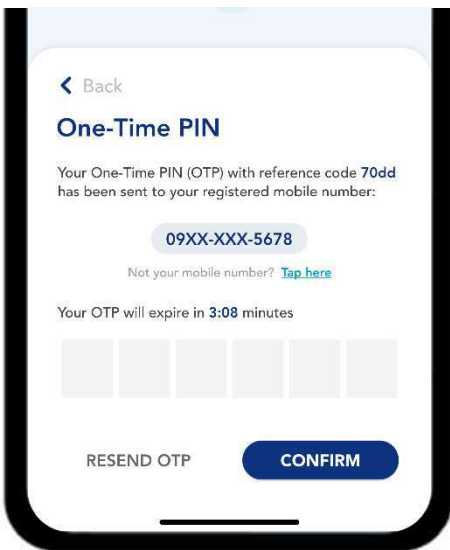 Back
One-Time PIN
Your One-Time PIN (OTP) with reference code 70dd
has been sent to your registered mobile number:
09XX-XXX-5678
Not your mobile number? Tap here
Your OTP will expire in 3:08 minutes
RESEND OTP CONFIRM